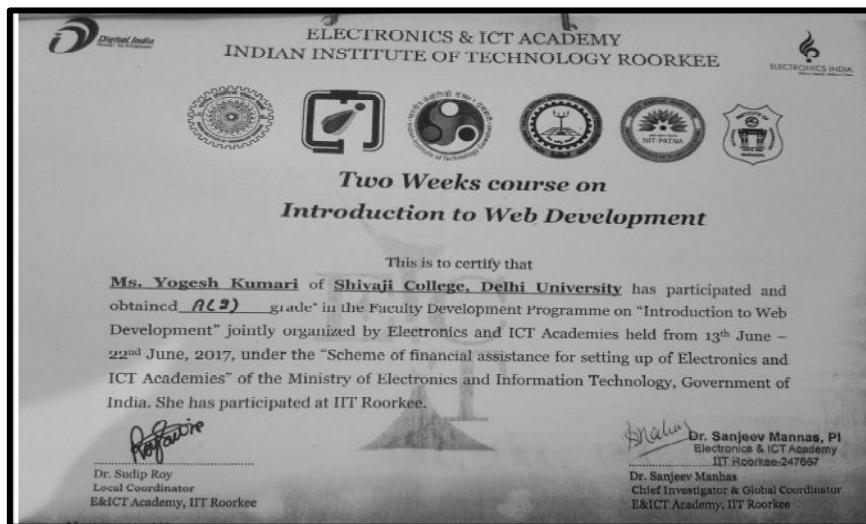 Digital India
Power To Empower
ELECTRONICS & ICT ACADEMY
INDIAN INSTITUTE OF TECHNOLOGY ROORKEE
ELECTRONICS INDIA
NIT-PATNA
Two Weeks course on
Introduction to Web Development
This is to certify that
Ms. Yogesh Kumari of Shivaji College, Delhi University has participated and
obtained A(9) grade* in the Faculty Development Programme on "Introduction to Web
Development" jointly organized by Electronics and ICT Academies held from 13th June –
22nd June, 2017, under the "Scheme of financial assistance for setting up of Electronics and
ICT Academies" of the Ministry of Electronics and Information Technology, Government of
India. She has participated at IIT Roorkee.
Dr. Sanjeev Mannas, PI
Electronics & ICT Academy
IIT Roorkee-247667
Dr. Sudip Roy
Local Coordinator
E&ICT Academy, IIT Roorkee
Dr. Sanjeev Manhas
Chief Investigator & Global Coordinator
E&ICT Academy, IIT Roorkee